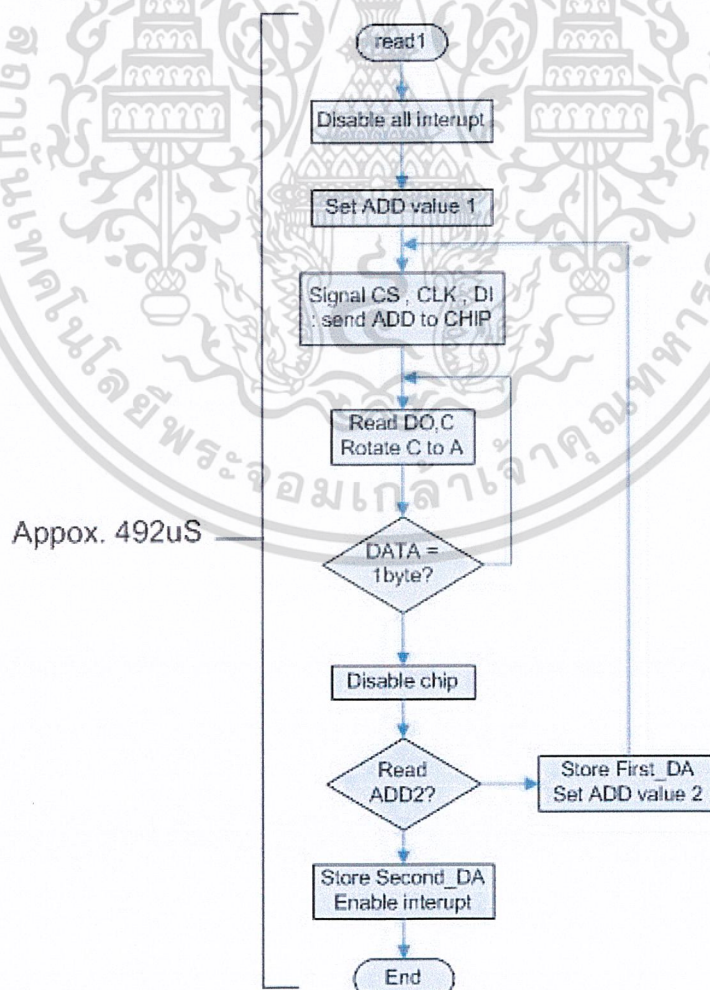 read1
Disable all interupt
Set ADD value 1
Signal CS , CLK , DI
: send ADD to CHIP
Read DO,C
Rotate C to A
Appox. 492uS
DATA =
1byte?
Disable chip
Read
ADD2?
Store First_DA
Set ADD value 2
Store Second_DA
Enable interupt
End